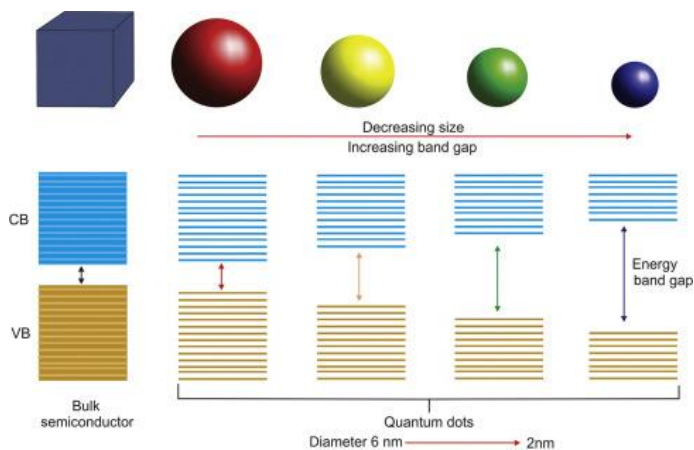 Decreasing size
Increasing band gap
CB
Energy
band gap
VB
Bulk
semiconductor
Quantum dots
Diameter 6 nm
2nm